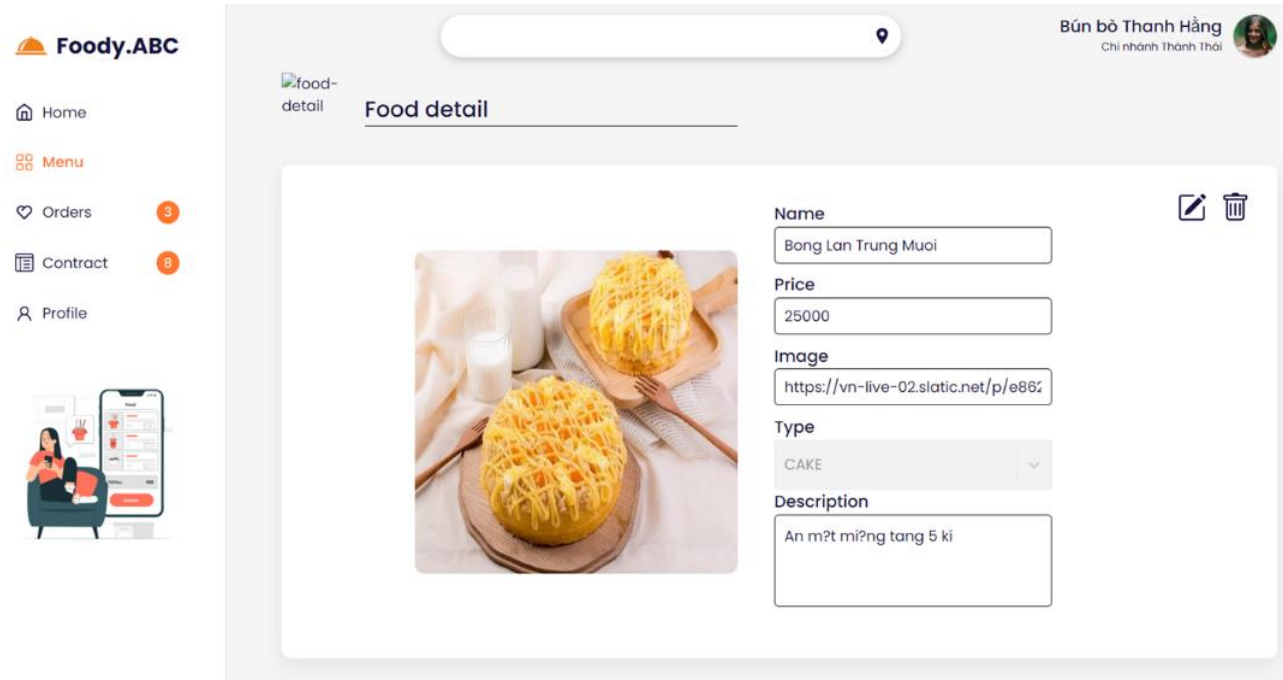 Foody.ABC
Bún bò Thanh Hằng
Chi nhánh Thành Thái
food-
detail
Food detail
Home
Menu
Orders 3
Contract 8
Profile
Name
Bong Lan Trung Muoi
Price
25000
Image
https://vn-live-02.slatic.net/p/e862
Type
CAKE
Description
An m?t mi?ng tang 5 kí